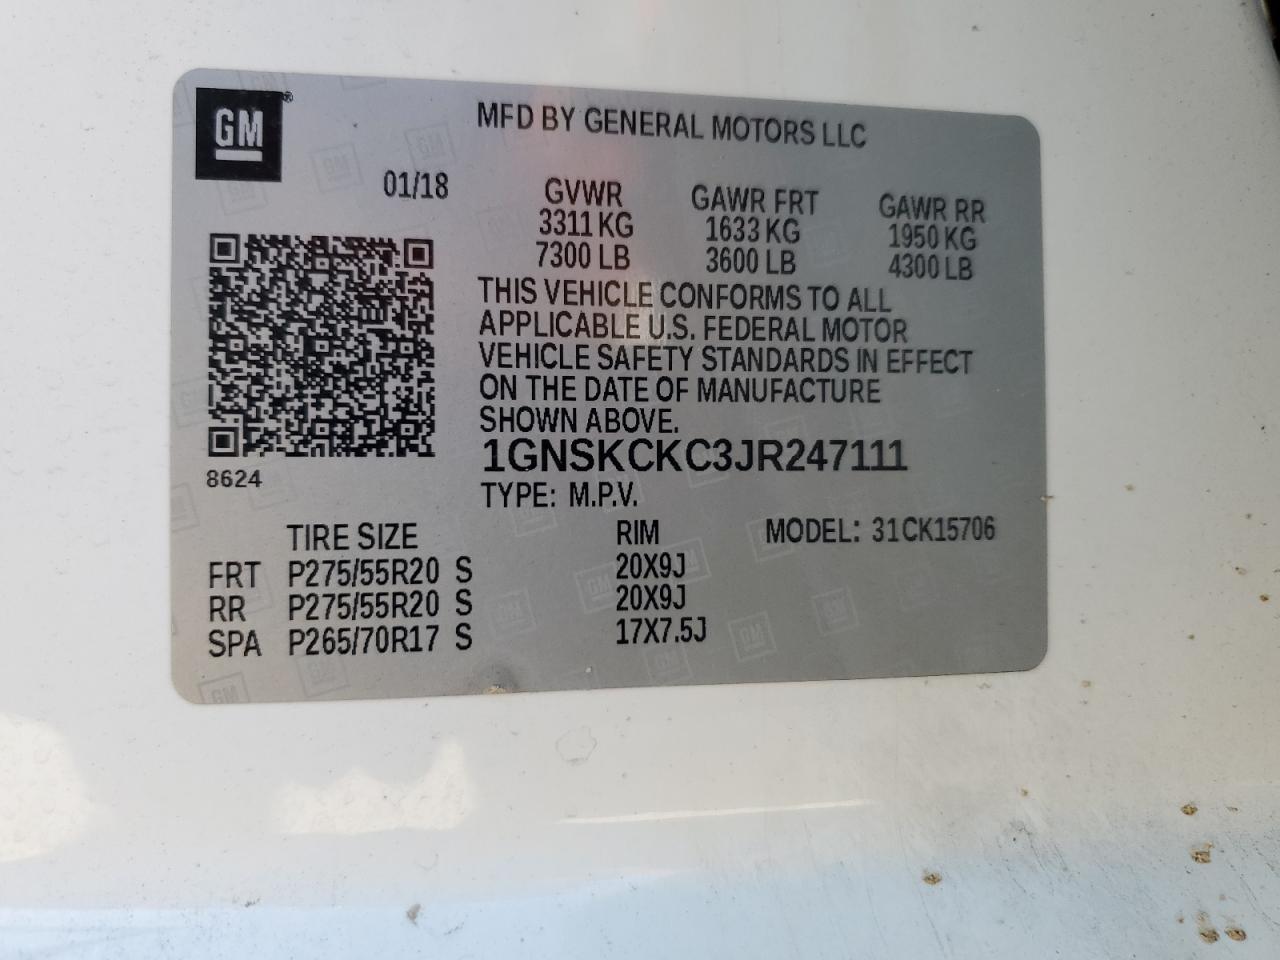 GM®
MFD BY GENERAL MOTORS LLC
01/18
GVWR GAWR FRT GAWR RR
3311 KG 1633 KG 1950 KG
7300 LB 3600 LB 4300 LB
THIS VEHICLE CONFORMS TO ALL
APPLICABLE U.S. FEDERAL MOTOR
VEHICLE SAFETY STANDARDS IN EFFECT
ON THE DATE OF MANUFACTURE
SHOWN ABOVE.
1GNSKCKC3JR247111
8624
TYPE: M.P.V.
TIRE SIZE RIM MODEL: 31CK15706
FRT P275/55R20 S 20X9J
RR P275/55R20 S 20X9J
SPA P265/70R17 S 17X7.5J